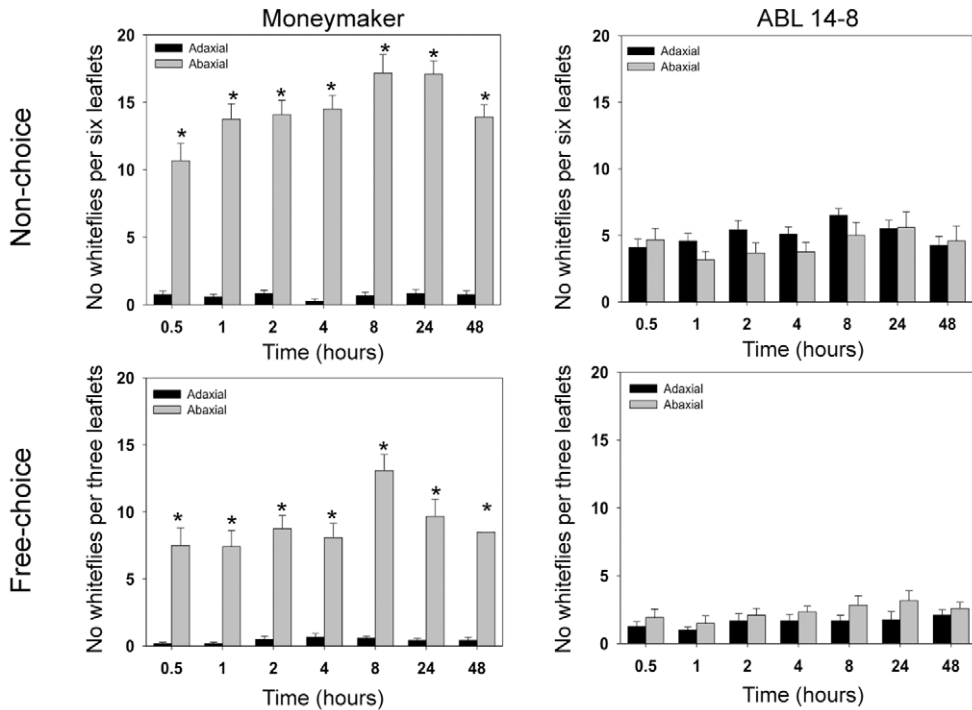 Moneymaker
ABL 14-8
Non-choice
No whiteflies per six leaflets
20
15
10
5
0
Adaxial
Abaxial
* * * * * * *
0.5 1 2 4 8 24 48
Time (hours)
No whiteflies per six leaflets
20
15
10
5
0
Adaxial
Abaxial
0.5 1 2 4 8 24 48
Time (hours)
Free-choice
No whiteflies per three leaflets
20
15
10
5
0
Adaxial
Abaxial
* * * * * * *
0.5 1 2 4 8 24 48
Time (hours)
No whiteflies per three leaflets
20
15
10
5
0
Adaxial
Abaxial
0.5 1 2 4 8 24 48
Time (hours)